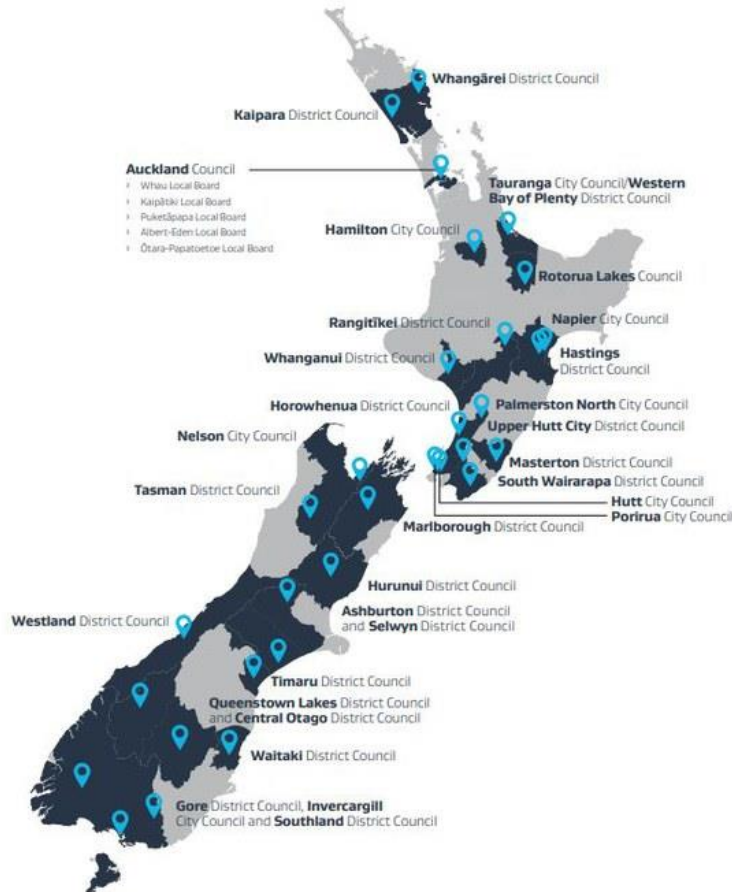 Whangārei District Council
Kaipara District Council
Auckland Council
› Whau Local Board
› Kaipātiki Local Board
› Puketāpapa Local Board
› Albert-Eden Local Board
› Ōtara-Papatoetoe Local Board
Tauranga City Council/Western
Bay of Plenty District Council
Hamilton City Council
Rotorua Lakes Council
Rangitīkei District Council
Napier City Council
Whanganui District Council
Hastings
District Council
Horowhenua District Council
Palmerston North City Council
Upper Hutt City District Council
Nelson City Council
Masterton District Council
Tasman District Council
South Wairarapa District Council
Hutt City Council
Porirua City Council
Marlborough District Council
Hurunui District Council
Westland District Council
Ashburton District Council
and Selwyn District Council
Timaru District Council
Queenstown Lakes District Council
and Central Otago District Council
Waitaki District Council
Gore District Council, Invercargill
City Council and Southland District Council